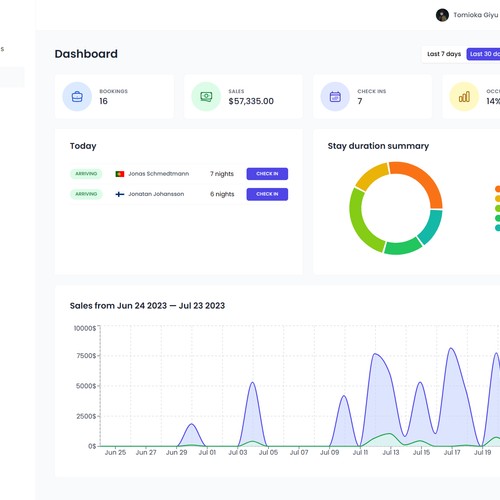 Tomioka Giyu
s
Dashboard
Last 7 days
Last 30 da
BOOKINGS
16
SALES
$57,335.00
CHECK INS
7
OCCU
14%
Today
ARRIVING Jonas Schmedtmann 7 nights CHECK IN
ARRIVING Jonatan Johansson 6 nights CHECK IN
Stay duration summary
Sales from Jun 24 2023 — Jul 23 2023
10000$
7500$
5000$
2500$
0$
Jun 25 Jun 27 Jun 29 Jul 01 Jul 03 Jul 05 Jul 07 Jul 09 Jul 11 Jul 13 Jul 15 Jul 17 Jul 19